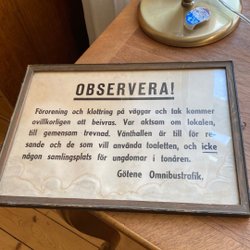 OBSERVERA!
Förorening och klottring på väggar och tak kommer
ovillkorligen att beivras. Var aktsam om lokalen,
till gemensam trevnad. Vänthallen är till för re-
sande och de som vill använda toaletten, och icke
någon samlingsplats för ungdomar i tonåren.
Götene Omnibustrafik.